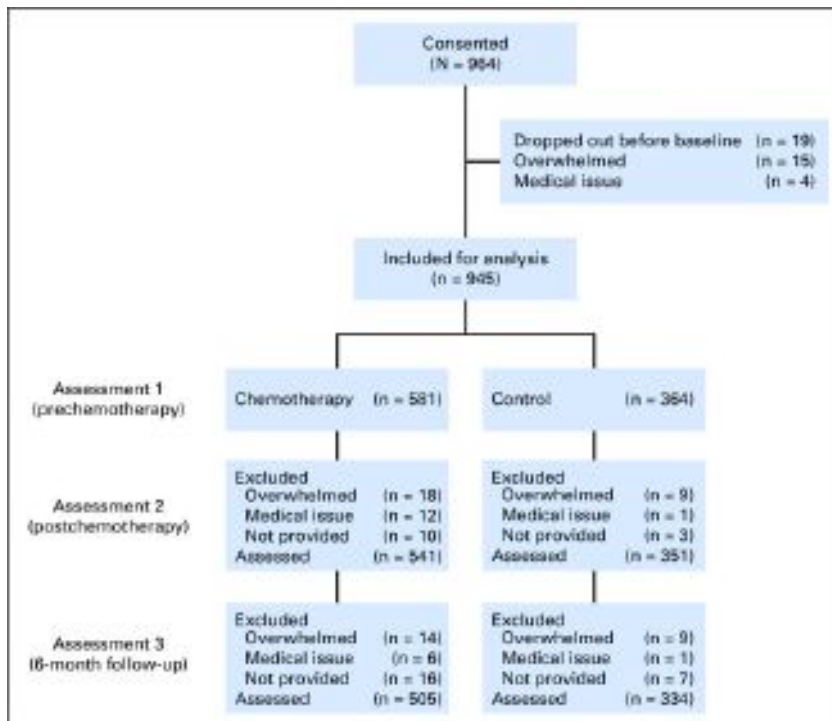 Consented
(N = 964)
Dropped out before baseline (n = 19)
Overwhelmed (n = 15)
Medical issue (n = 4)
Included for analysis
(n = 945)
Assessment 1
(prechemotherapy)
Chemotherapy (n = 581)
Control (n = 364)
Assessment 2
(postchemotherapy)
Excluded
Overwhelmed (n = 18)
Medical issue (n = 12)
Not provided (n = 10)
Assessed (n = 541)
Excluded
Overwhelmed (n = 9)
Medical issue (n = 1)
Not provided (n = 3)
Assessed (n = 351)
Assessment 3
(6-month follow-up)
Excluded
Overwhelmed (n = 14)
Medical issue (n = 6)
Not provided (n = 16)
Assessed (n = 505)
Excluded
Overwhelmed (n = 9)
Medical issue (n = 1)
Not provided (n = 7)
Assessed (n = 334)